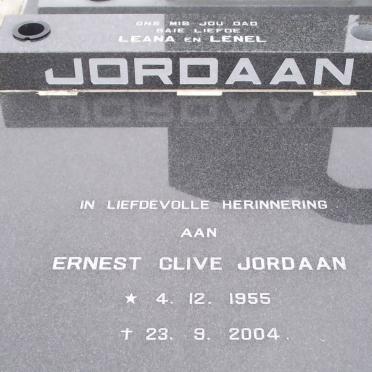 ONS MIS JOU DAD
BAIE LIEFDE
LEANA EN LENEL
JORDAAN
IN LIEFDEVOLLE HERINNERING
AAN
ERNEST CLIVE JORDAAN
★ 4. 12. 1955
✝ 23. 9. 2004.